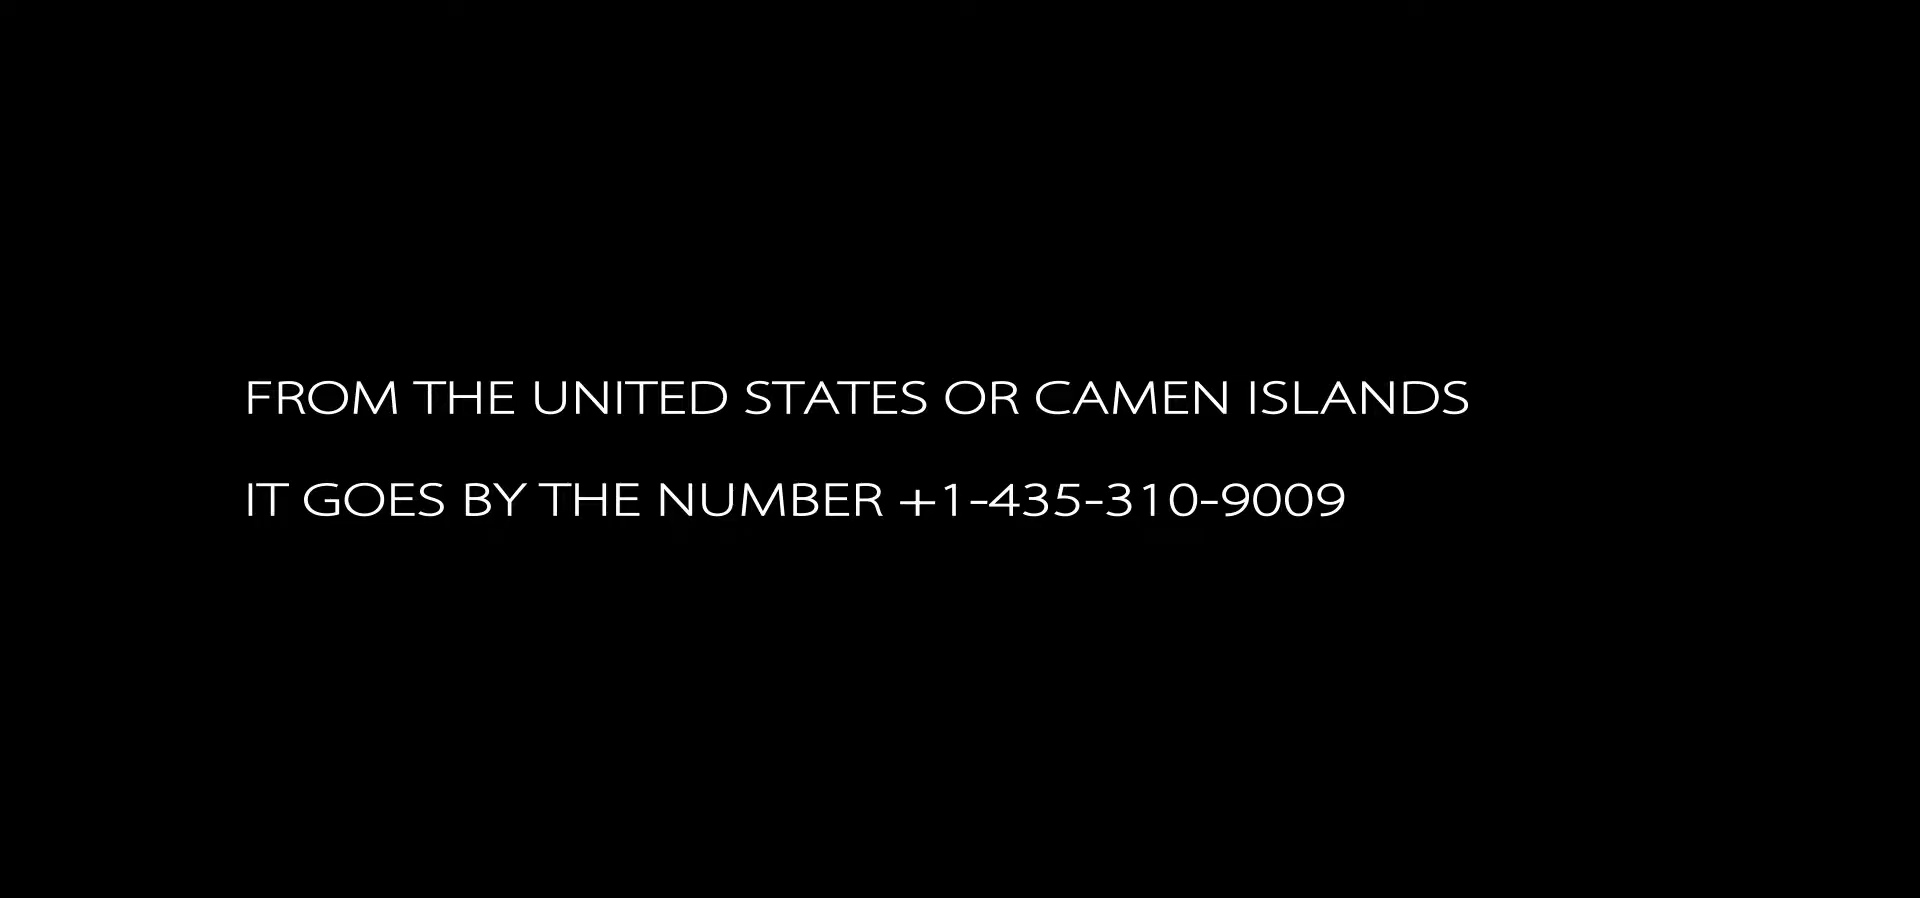 FROM THE UNITED STATES OR CAMEN ISLANDS
IT GOES BY THE NUMBER +1-435-310-9009